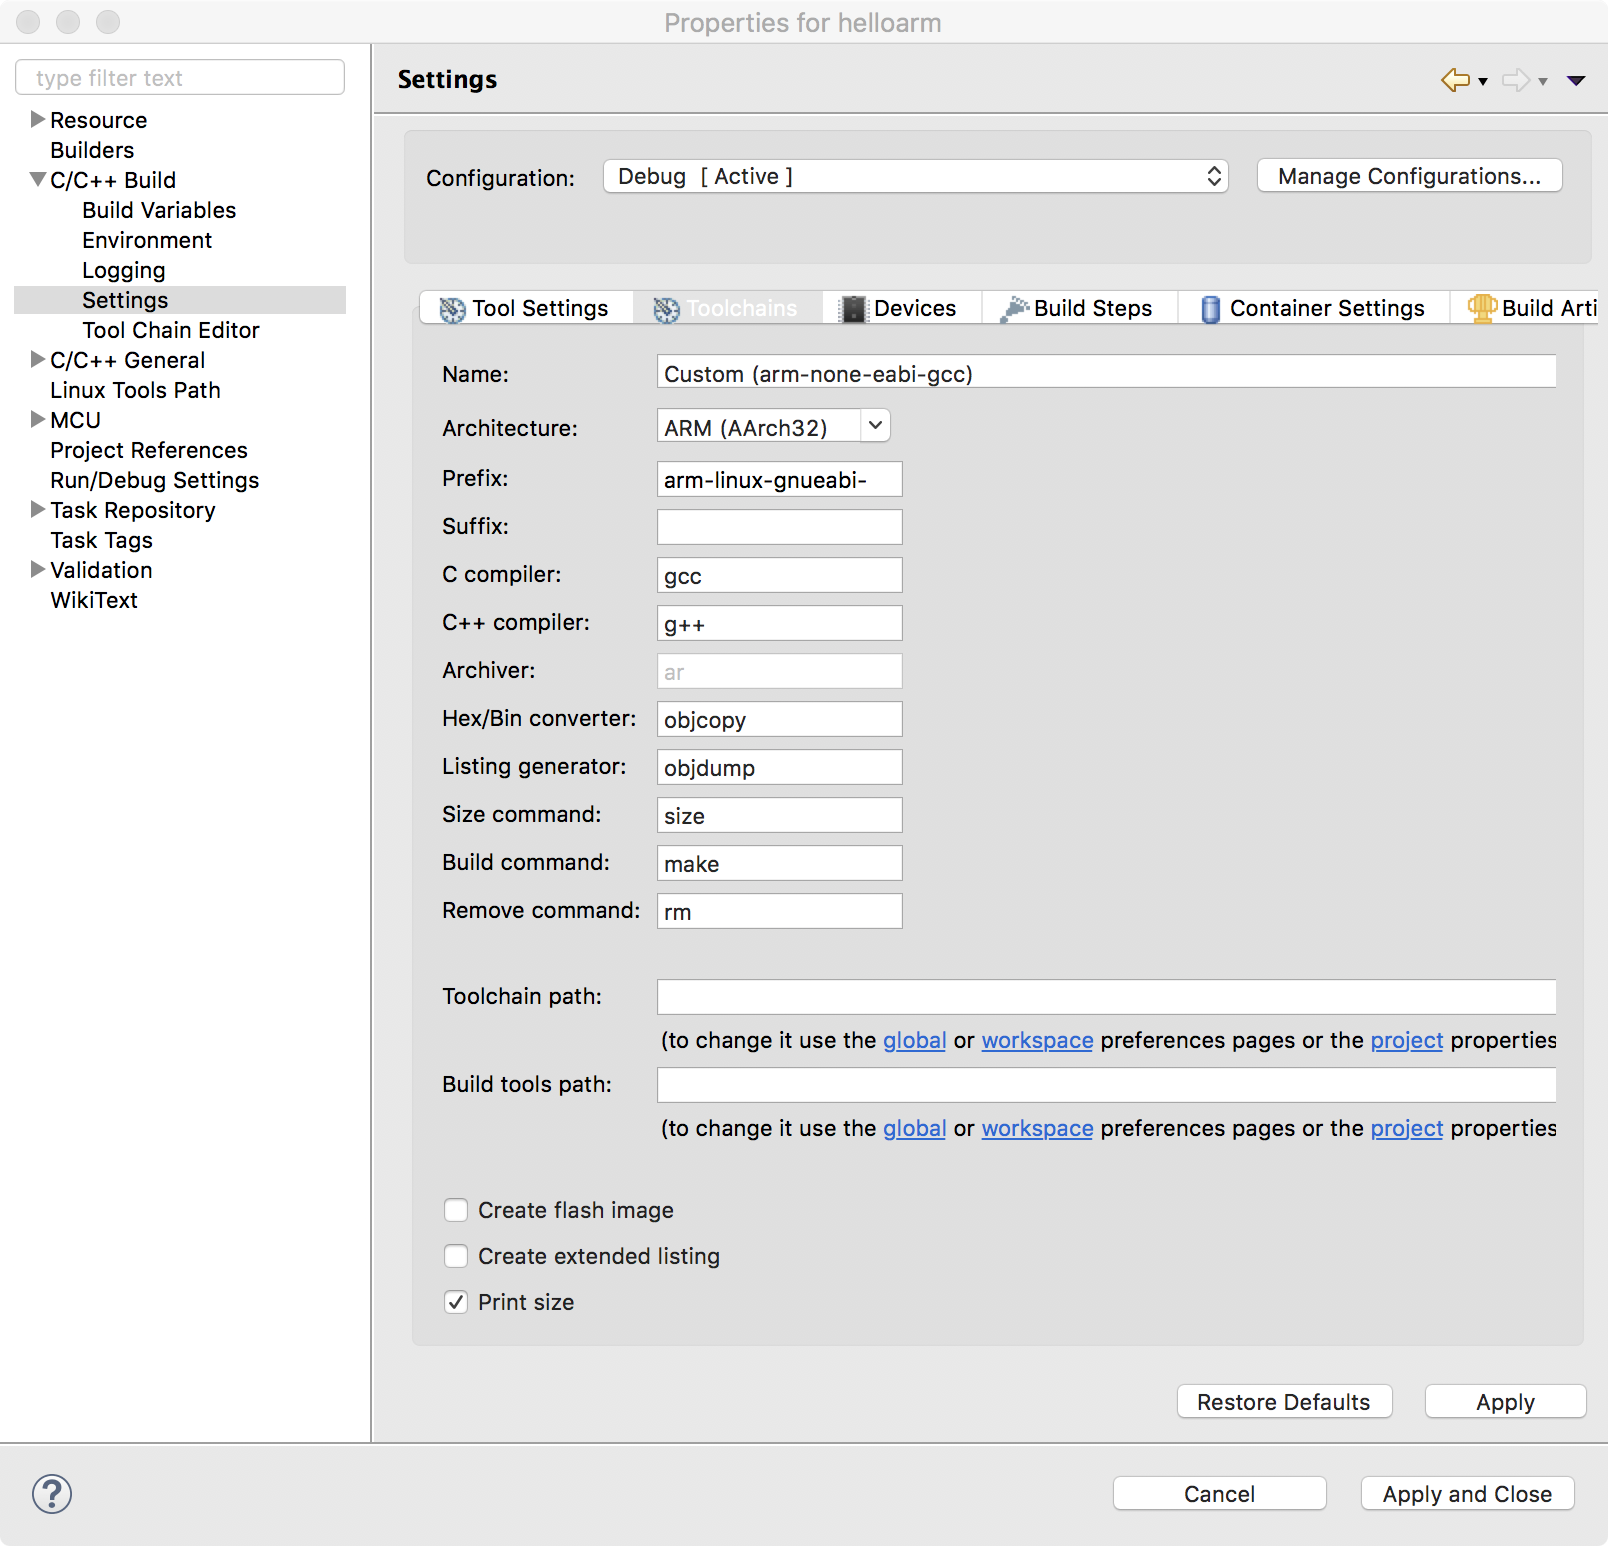 Properties for helloarm
type filter text
Resource
Builders
C/C++ Build
Build Variables
Environment
Logging
Settings
Tool Chain Editor
C/C++ General
Linux Tools Path
MCU
Project References
Run/Debug Settings
Task Repository
Task Tags
Validation
WikiText
Settings
Configuration: Debug [ Active ] Manage Configurations...
Tool Settings Toolchains Devices Build Steps Container Settings Build Arti
Name: Custom (arm-none-eabi-gcc)
Architecture: ARM (AArch32)
Prefix: arm-linux-gnueabi-
Suffix:
C compiler: gcc
C++ compiler: g++
Archiver: ar
Hex/Bin converter: objcopy
Listing generator: objdump
Size command: size
Build command: make
Remove command: rm
Toolchain path:
(to change it use the global or workspace preferences pages or the project properties
Build tools path:
(to change it use the global or workspace preferences pages or the project properties
Create flash image
Create extended listing
Print size
Restore Defaults Apply
? Cancel Apply and Close